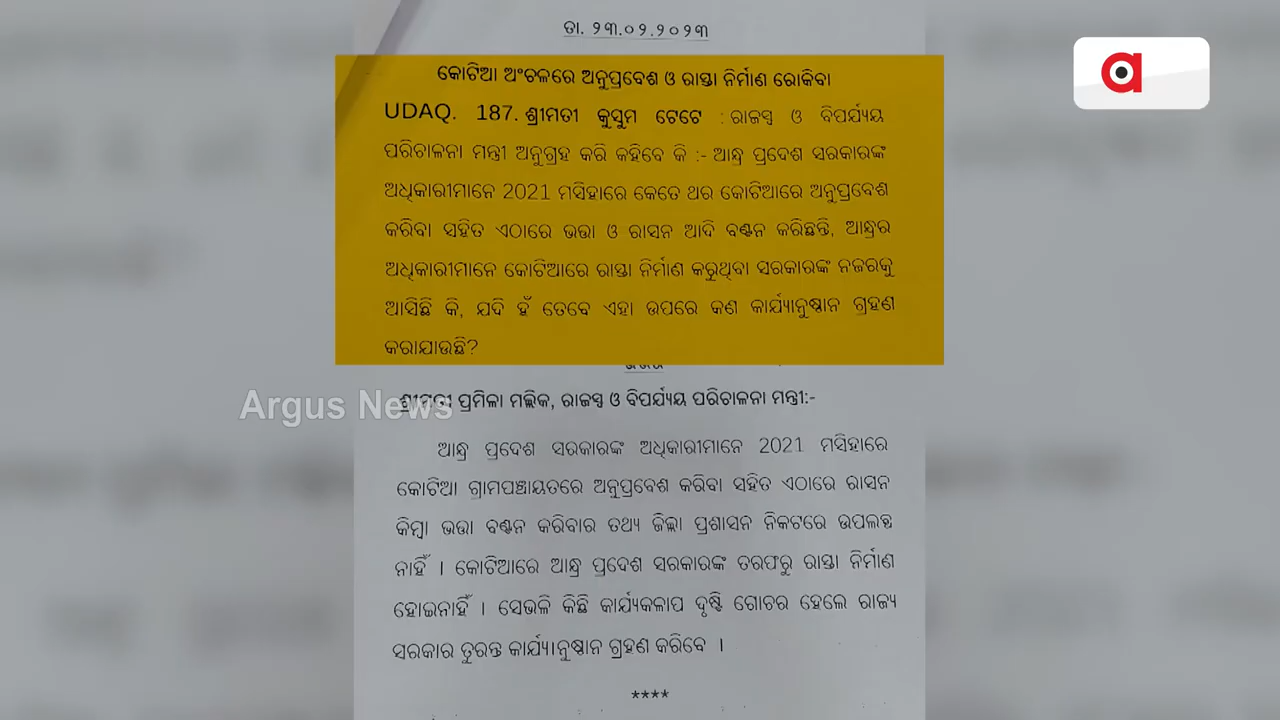 ତା. ୨୩.୦୨.୨୦୨୩
କୋଟିଆ ଅଂଚଳରେ ଅନୁପ୍ରବେଶ ଓ ରାସ୍ତା ନିର୍ମାଣ ରୋକିବା
UDAQ. 187. ଶ୍ରୀମତୀ କୁସୁମ ଟେଟେ : ରାଜସ୍ଵ ଓ ବିପର୍ଯ୍ୟୟ
ପରିଚାଳନା ମନ୍ତ୍ରୀ ଅନୁଗ୍ରହ କରି କହିବେ କି :- ଆନ୍ଧ୍ର ପ୍ରଦେଶ ସରକାରଙ୍କ
ଅଧିକାରୀମାନେ 2021 ମସିହାରେ କେତେ ଥର କୋଟିଆରେ ଅନୁପ୍ରବେଶ
କରିବା ସହିତ ଏଠାରେ ଭତ୍ତା ଓ ରାସନ ଆଦି ବଣ୍ଟନ କରିଛନ୍ତି, ଆନ୍ଧ୍ରର
ଅଧିକାରୀମାନେ କୋଟିଆରେ ରାସ୍ତା ନିର୍ମାଣ କରୁଥିବା ସରକାରଙ୍କ ନଜରକୁ
ଆସିଛି କି, ଯଦି ହଁ ତେବେ ଏହା ଉପରେ କଣ କାର୍ଯ୍ୟାନୁଷ୍ଠାନ ଗ୍ରହଣ
କରାଯାଉଛି?
Argus News
ଶ୍ରୀମତୀ ପ୍ରମିଳା ମଲ୍ଲିକ, ରାଜସ୍ଵ ଓ ବିପର୍ଯ୍ୟୟ ପରିଚାଳନା ମନ୍ତ୍ରୀ:-
ଆନ୍ଧ୍ର ପ୍ରଦେଶ ସରକାରଙ୍କ ଅଧିକାରୀମାନେ 2021 ମସିହାରେ
କୋଟିଆ ଗ୍ରାମପଞ୍ଚାୟତରେ ଅନୁପ୍ରବେଶ କରିବା ସହିତ ଏଠାରେ ରାସନ
କିମ୍ବା ଭତ୍ତା ବଣ୍ଟନ କରିବାର ତଥ୍ୟ ଜିଲ୍ଲା ପ୍ରଶାସନ ନିକଟରେ ଉପଲବ୍ଧ
ନାହିଁ । କୋଟିଆରେ ଆନ୍ଧ୍ର ପ୍ରଦେଶ ସରକାରଙ୍କ ତରଫରୁ ରାସ୍ତା ନିର୍ମାଣ
ହୋଇନାହିଁ । ସେଭଳି କିଛି କାର୍ଯ୍ୟକଳାପ ଦୃଷ୍ଟି ଗୋଚର ହେଲେ ରାଜ୍ୟ
ସରକାର ତୁରନ୍ତ କାର୍ଯ୍ୟାନୁଷ୍ଠାନ ଗ୍ରହଣ କରିବେ ।
****